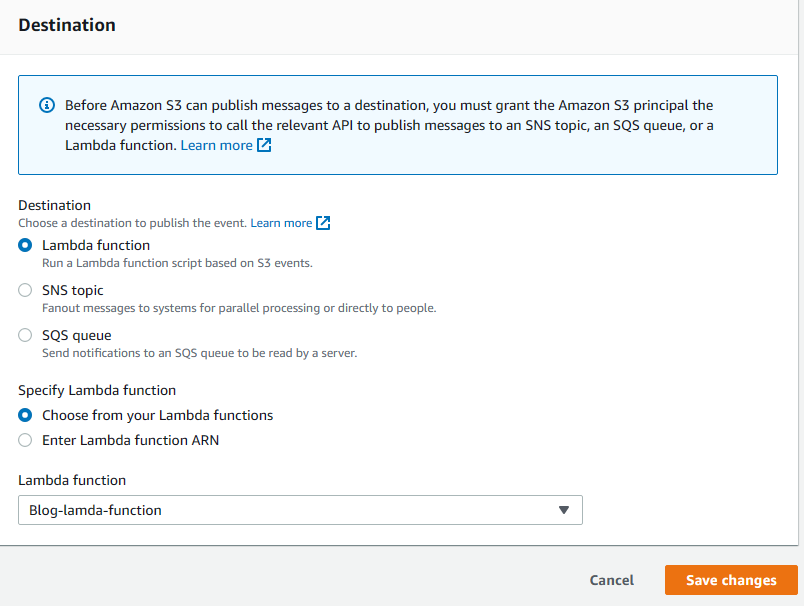 Destination
Before Amazon S3 can publish messages to a destination, you must grant the Amazon S3 principal the
necessary permissions to call the relevant API to publish messages to an SNS topic, an SQS queue, or a
Lambda function. Learn more
Destination
Choose a destination to publish the event. Learn more
Lambda function
Run a Lambda function script based on S3 events.
SNS topic
Fanout messages to systems for parallel processing or directly to people.
SQS queue
Send notifications to an SQS queue to be read by a server.
Specify Lambda function
Choose from your Lambda functions
Enter Lambda function ARN
Lambda function
Blog-lamda-function
Cancel
Save changes